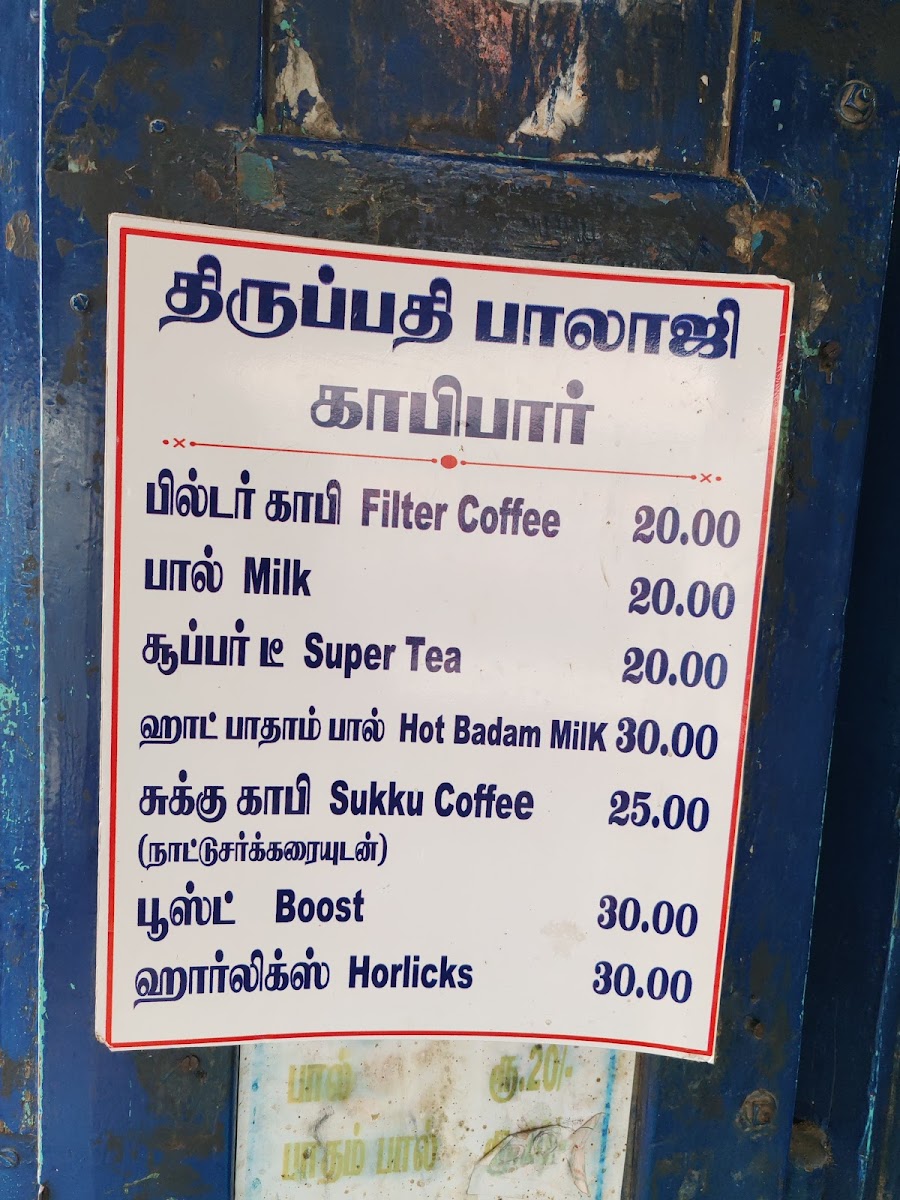 திருப்பதி பாலாஜி
காபிபார்
பில்டர் காபி Filter Coffee 20.00
பால் Milk 20.00
சூப்பர் டீ Super Tea 20.00
ஹாட் பாதாம் பால் Hot Badam MilK 30.00
சுக்கு காபி Sukku Coffee 25.00
(நாட்டுசர்க்கரையுடன்)
பூஸ்ட் Boost 30.00
ஹார்லிக்ஸ் Horlicks 30.00
பால் ரூ.20/-
பால்